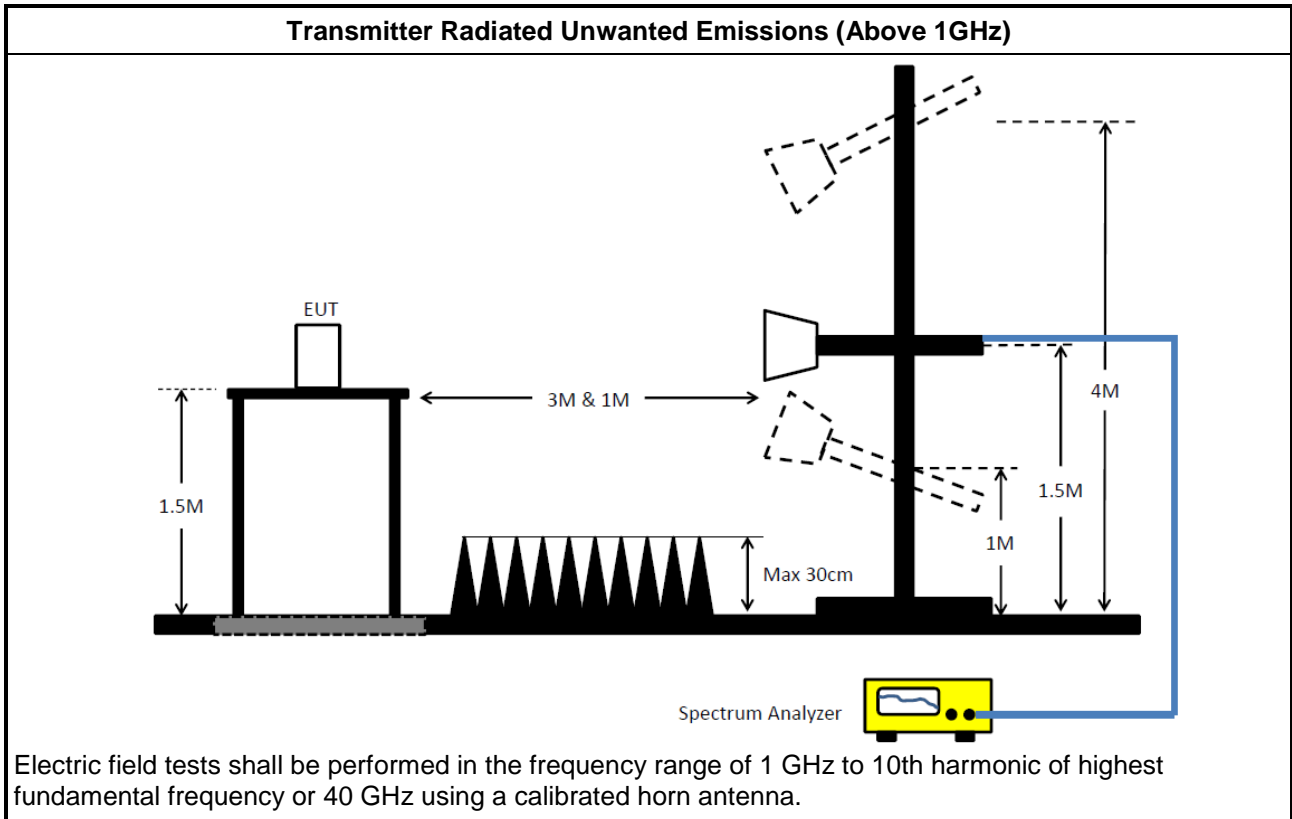 Transmitter Radiated Unwanted Emissions (Above 1GHz)
EUT
3M & 1M
4M
1.5M
1.5M
1M
Max 30cm
Spectrum Analyzer
Electric field tests shall be performed in the frequency range of 1 GHz to 10th harmonic of highest
fundamental frequency or 40 GHz using a calibrated horn antenna.